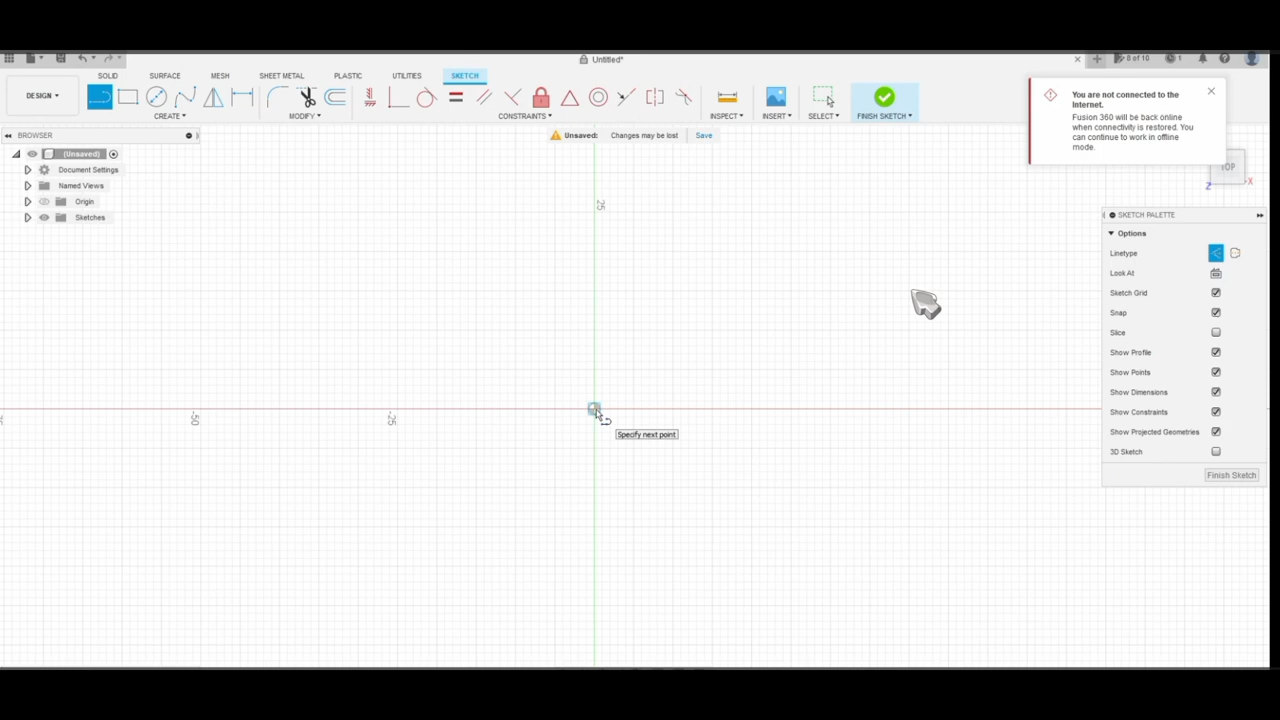 Untitled*
8 of 10
1
DESIGN
SOLID
SURFACE
MESH
SHEET METAL
PLASTIC
UTILITIES
SKETCH
CREATE
MODIFY
CONSTRAINTS
INSPECT
INSERT
SELECT
FINISH SKETCH
You are not connected to the
Internet.
Fusion 360 will be back online
when connectivity is restored. You
can continue to work in offline
mode.
BROWSER
Unsaved: Changes may be lost Save
(Unsaved)
Document Settings
Named Views
Origin
Sketches
TOP
X
Z
25
50
25
Specify next point
SKETCH PALETTE
Options
Linetype
Look At
Sketch Grid
Snap
Slice
Show Profile
Show Points
Show Dimensions
Show Constraints
Show Projected Geometries
3D Sketch
Finish Sketch